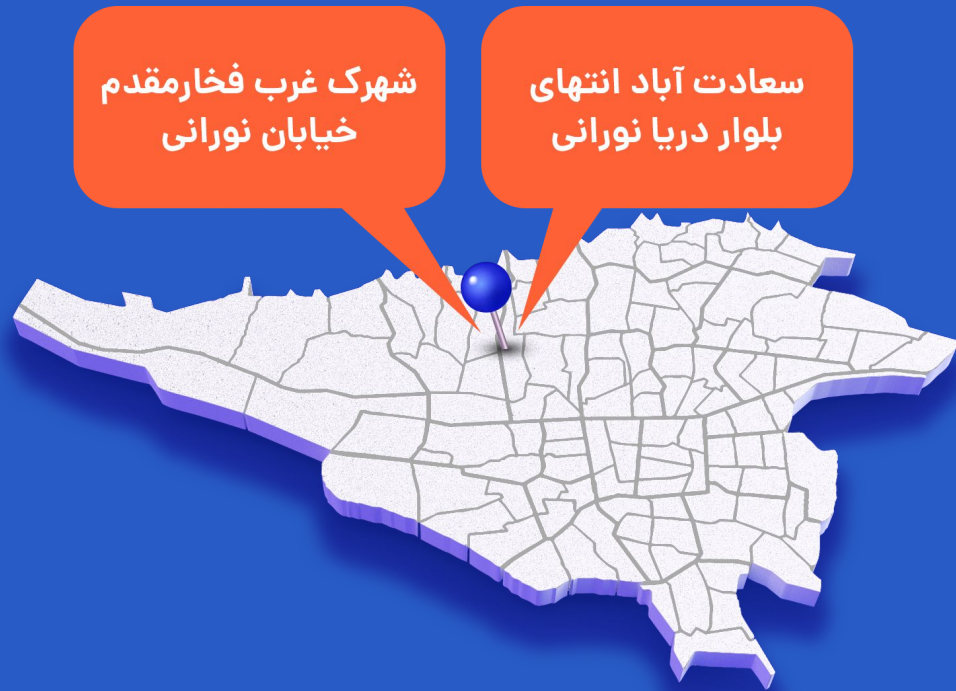 سعادت آباد انتهای
بلوار دریا نورانی
شهرک غرب فخارمقدم
خیابان نورانی